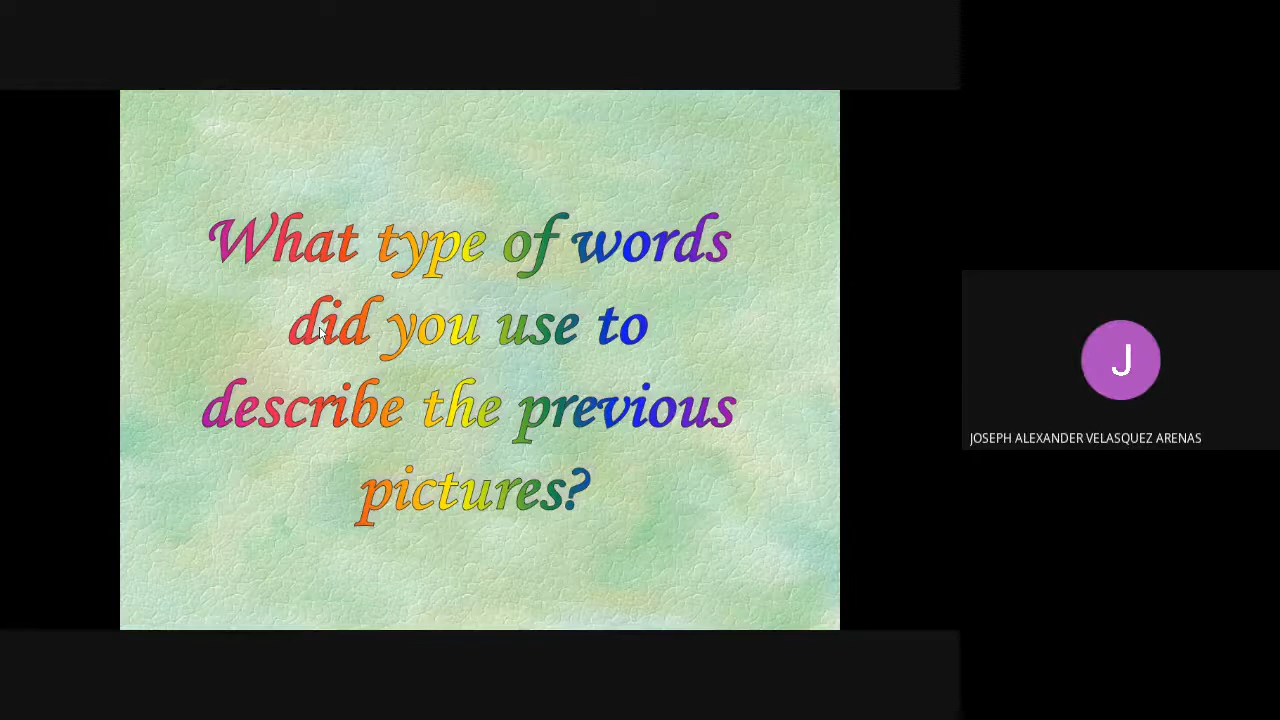 What type of words
did you use to
describe the previous
pictures?
J
JOSEPH ALEXANDER VELASQUEZ ARENAS